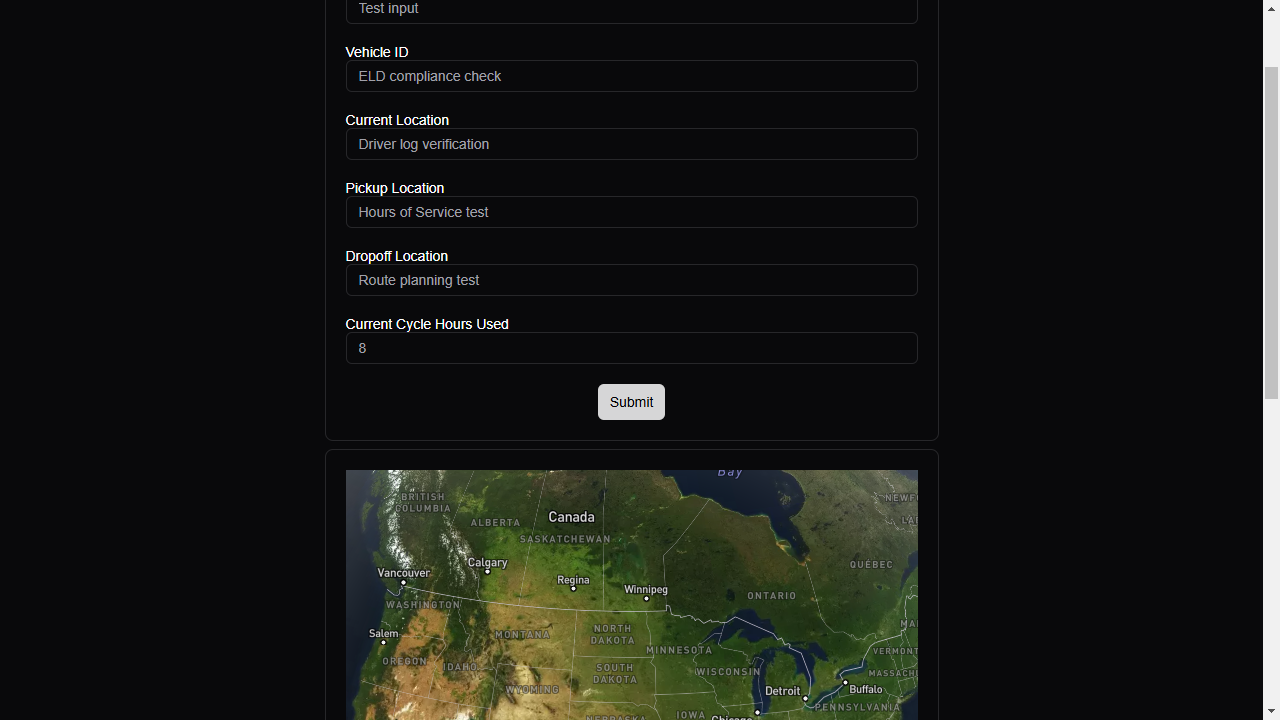 Test input
Vehicle ID
ELD compliance check
Current Location
Driver log verification
Pickup Location
Hours of Service test
Dropoff Location
Route planning test
Current Cycle Hours Used
8
Submit
Bay
BRITISH
COLUMBIA
NEWF
Canada
ALBERTA
LA
SASKATCHEWAN
Calgary
QUÉBEC
Vancouver
Regina
Winnipeg
ONTARIO
WASHINGTON
MA
Salem
NORTH
DAKOTA
MONTANA
MINNESOTA
VERMONT
OREGON
IDAHO
SOUTH
DAKOTA
WISCONSIN
MASSACH
WYOMING
Detroit
Buffalo
PENNSYLVANIA
NEBRASKA
IOWA
Chicago